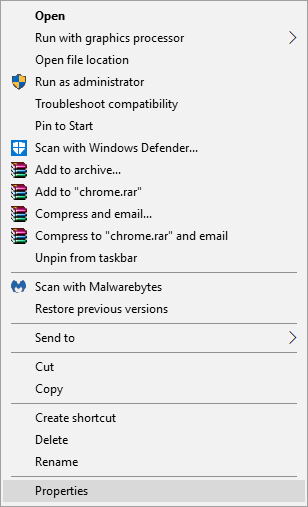 Open
Run with graphics processor
Open file location
Run as administrator
Troubleshoot compatibility
Pin to Start
Scan with Windows Defender...
Add to archive...
Add to "chrome.rar"
Compress and email...
Compress to "chrome.rar" and email
Unpin from taskbar
Scan with Malwarebytes
Restore previous versions
Send to
Cut
Copy
Create shortcut
Delete
Rename
Properties